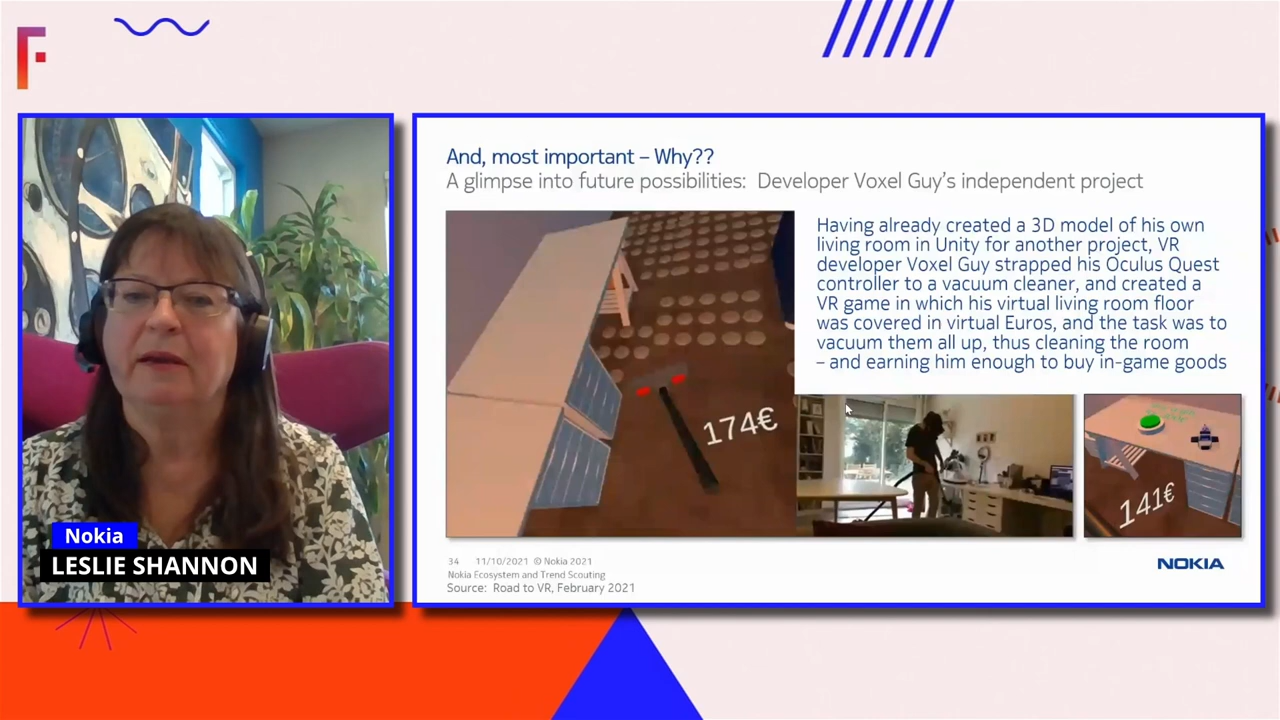 F
And, most important – Why??
A glimpse into future possibilities: Developer Voxel Guy's independent project
Having already created a 3D model of his own
living room in Unity for another project, VR
developer Voxel Guy strapped his Oculus Quest
controller to a vacuum cleaner, and created a
VR game in which his virtual living room floor
was covered in virtual Euros, and the task was to
vacuum them all up, thus cleaning the room
– and earning him enough to buy in-game goods
174€
141€
Nokia
LESLIE SHANNON
34 11/10/2021 © Nokia 2021
Nokia Ecosystem and Trend Scouting
Source: Road to VR, February 2021
NOKIA